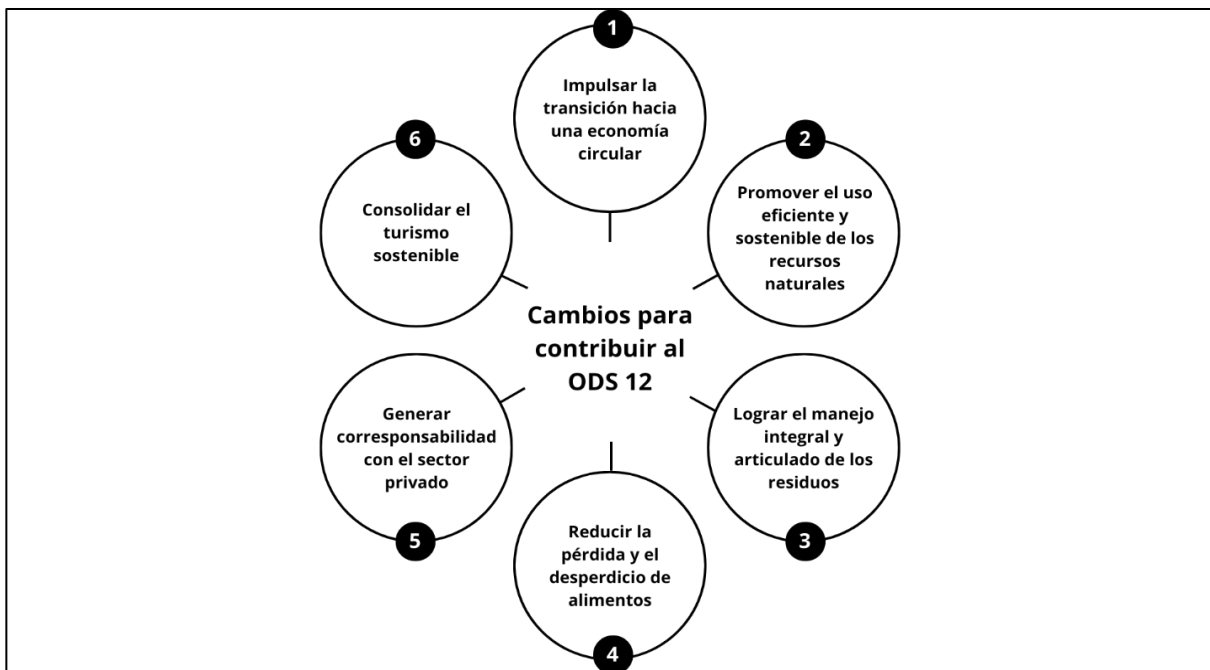 1
Impulsar la
transición hacia
una economía
circular
2
Promover el uso
eficiente y
sostenible de los
recursos
naturales
3
Lograr el manejo
integral y
articulado de los
residuos
4
Reducir la
pérdida y el
desperdicio de
alimentos
5
Generar
corresponsabilidad
con el sector
privado
6
Consolidar el
turismo
sostenible
Cambios para
contribuir al
ODS 12